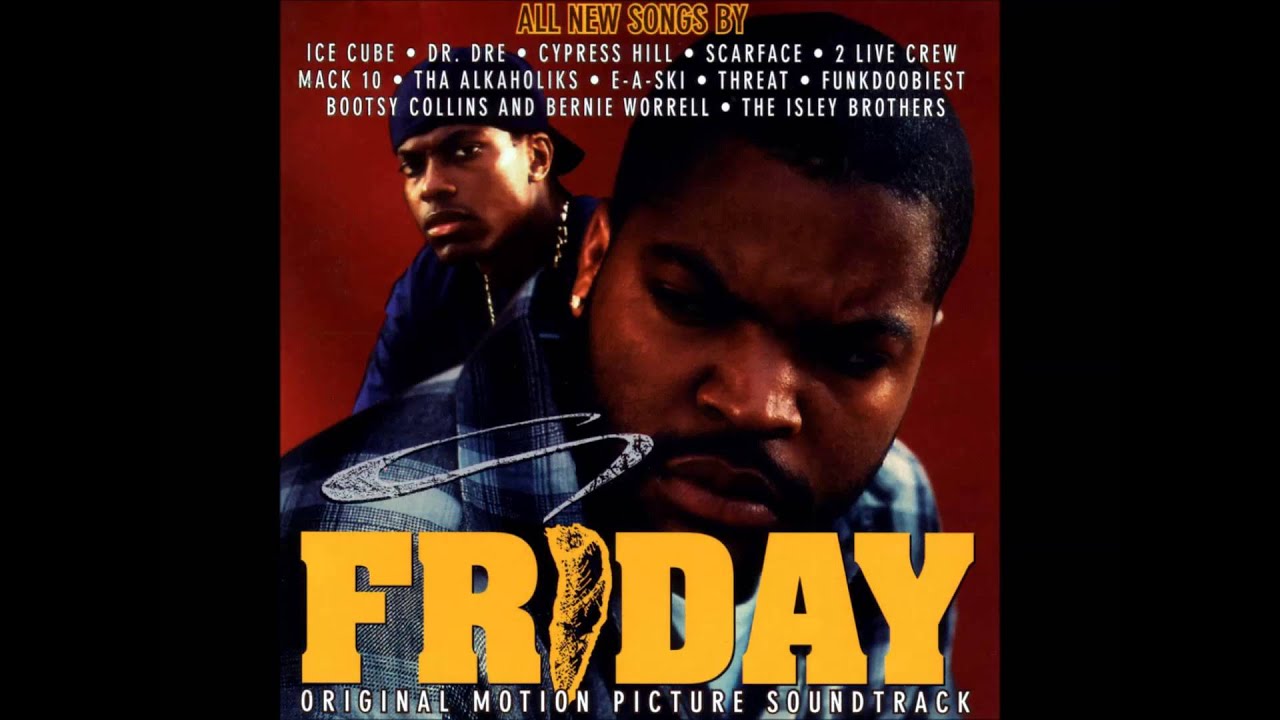 ALL NEW SONGS BY
ICE CUBE • DR. DRE • CYPRESS HILL • SCARFACE • 2 LIVE CREW
MACK 10 • THA ALKAHOLIKS • E-A-SKI • THREAT • FUNKDOOBIEST
BOOTSY COLLINS AND BERNIE WORRELL • THE ISLEY BROTHERS
FRIDAY
ORIGINAL MOTION PICTURE SOUNDTRACK